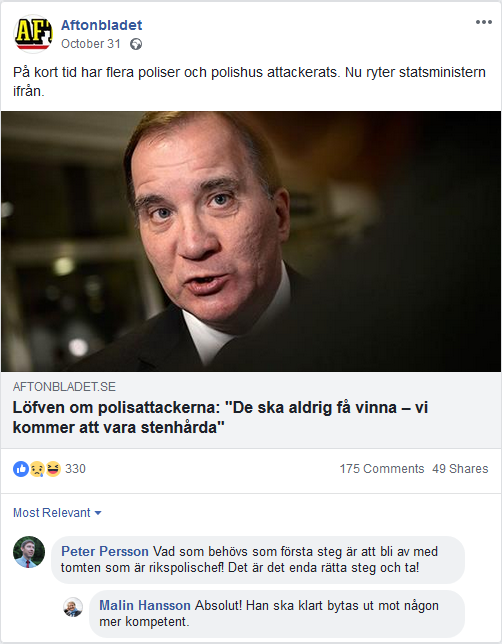 AF
Aftonbladet
October 31
På kort tid har flera poliser och polishus attackerats. Nu ryter statsministern
ifrån.
AFTONBLADET.SE
Löfven om polisattackerna: "De ska aldrig få vinna – vi
kommer att vara stenhårda"
330
175 Comments 49 Shares
Most Relevant
Peter Persson Vad som behövs som första steg är att bli av med
tomten som är rikspolischef! Det är det enda rätta steg och ta!
Malin Hansson Absolut! Han ska klart bytas ut mot någon
mer kompetent.